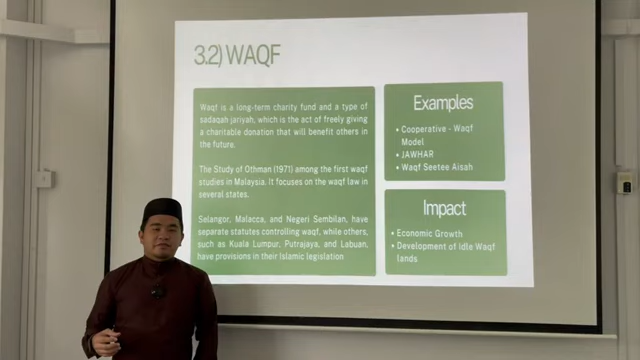 3.2) WAQF
Waqf is a long-term charity fund and a type of
sadaqah jariyah, which is the act of freely giving
a charitable donation that will benefit others in
the future.
The Study of Othman (1971) among the first waqf
studies in Malaysia. It focuses on the waqf law in
several states.
Selangor, Malacca, and Negeri Sembilan, have
separate statutes controlling waqf, while others,
such as Kuala Lumpur, Putrajaya, and Labuan,
have provisions in their Islamic legislation
Examples
• Cooperative - Waqf
Model
• JAWHAR
• Waqf Seetee Aisah
Impact
• Economic Growth
• Development of Idle Waqf
lands